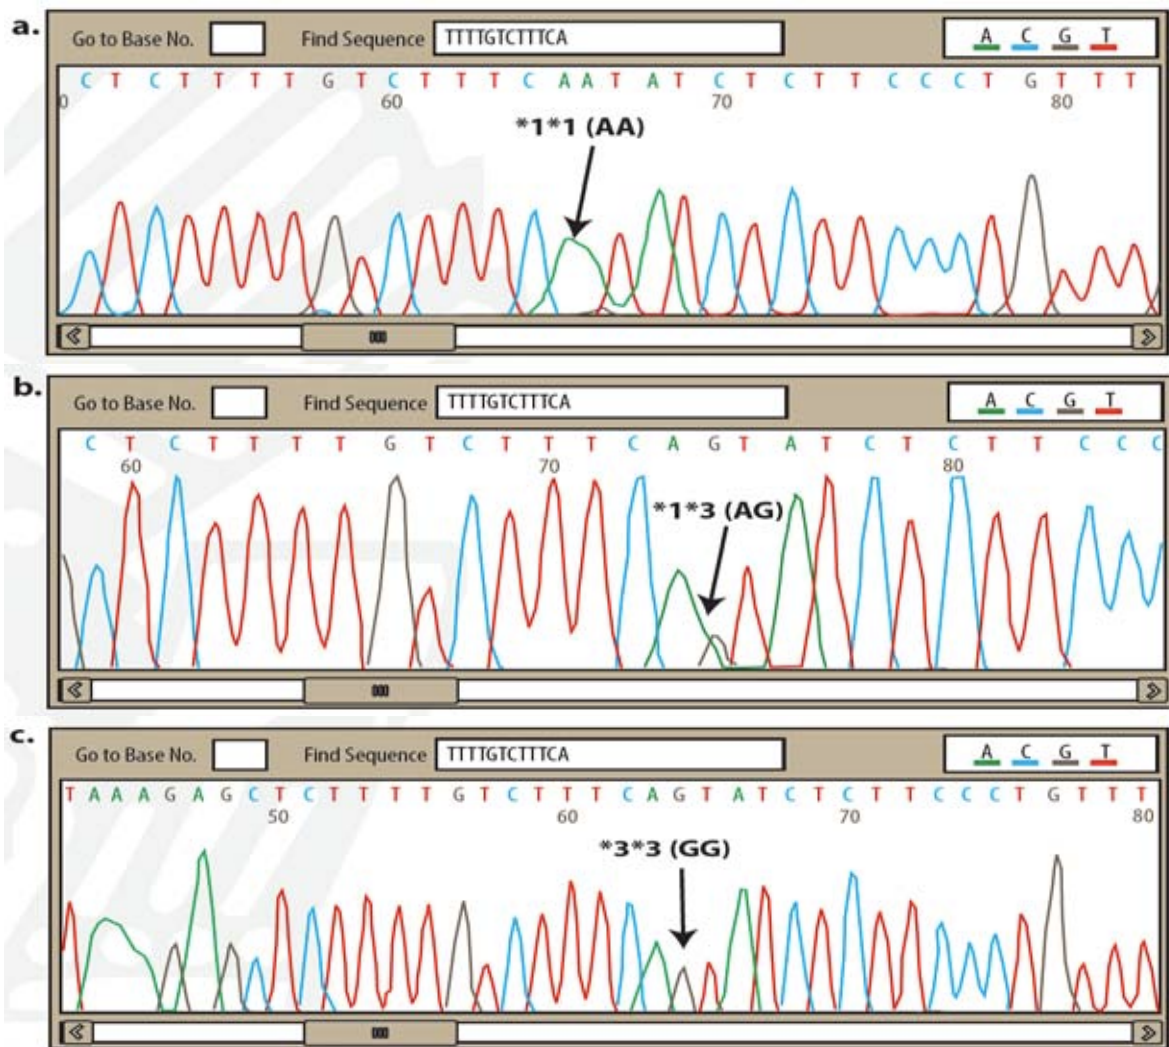 a.
Go to Base No. Find Sequence TTTTGTCTTTCA A C G T
C T C T T T T G T C T T T C A A T A T C T C T T C C C T G T T T
0 60 70 80
*1*1 (AA)
b.
Go to Base No. Find Sequence TTTTGTCTTTCA A C G T
C T C T T T T G T C T T T C A G T A T C T C T T C C C
60 70 80
*1*3 (AG)
c.
Go to Base No. Find Sequence TTTTGTCTTTCA A C G T
T A A A G A G C T C T T T T G T C T T T C A G T A T C T C T T C C C T G T T T
50 60 70 80
*3*3 (GG)